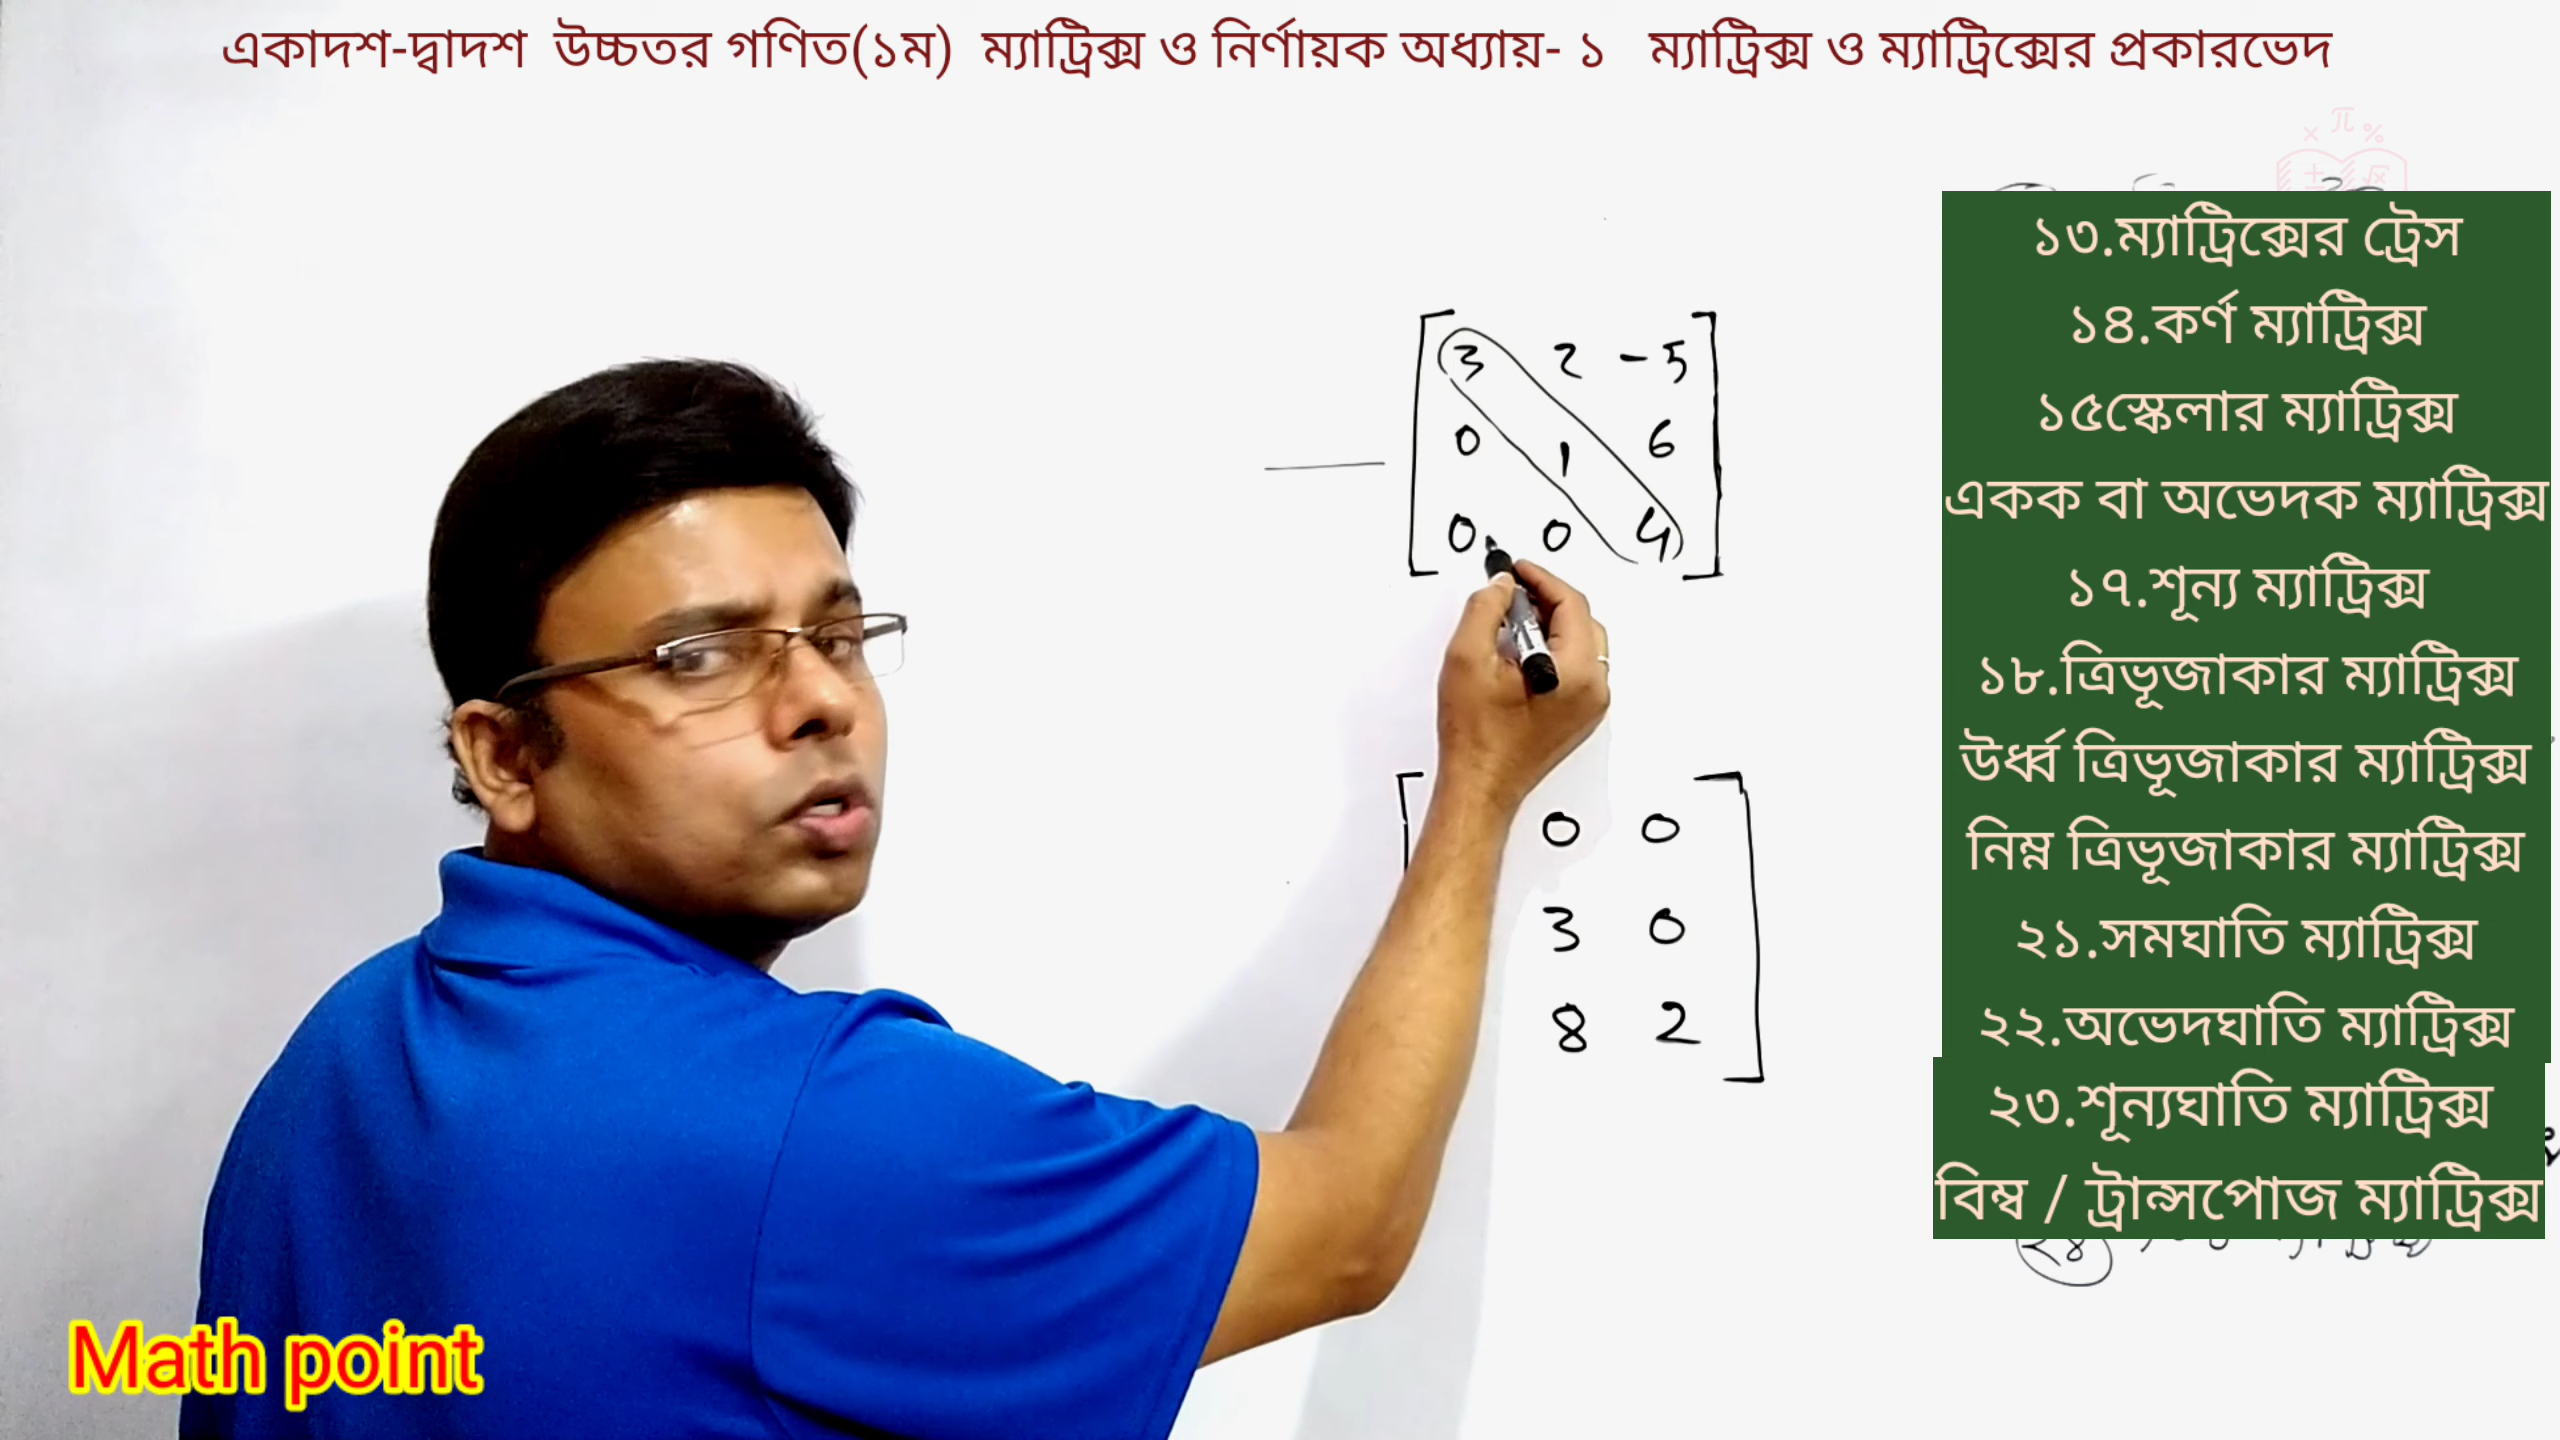 একাদশ-দ্বাদশ উচ্চতর গণিত(১ম) ম্যাট্রিক্স ও নির্ণায়ক অধ্যায়- ১ ম্যাট্রিক্স ও ম্যাট্রিক্সের প্রকারভেদ
3 2 -5
0 1 6
0 0 4
0 0
3 0
8 2
১৩.ম্যাট্রিক্সের ট্রেস
১৪.কর্ণ ম্যাট্রিক্স
১৫স্কেলার ম্যাট্রিক্স
একক বা অভেদক ম্যাট্রিক্স
১৭.শূন্য ম্যাট্রিক্স
১৮.ত্রিভূজাকার ম্যাট্রিক্স
উর্ধ্ব ত্রিভূজাকার ম্যাট্রিক্স
নিম্ন ত্রিভূজাকার ম্যাট্রিক্স
২১.সমঘাতি ম্যাট্রিক্স
২২.অভেদঘাতি ম্যাট্রিক্স
২৩.শূন্যঘাতি ম্যাট্রিক্স
বিম্ব / ট্রান্সপোজ ম্যাট্রিক্স
২৪
Math point